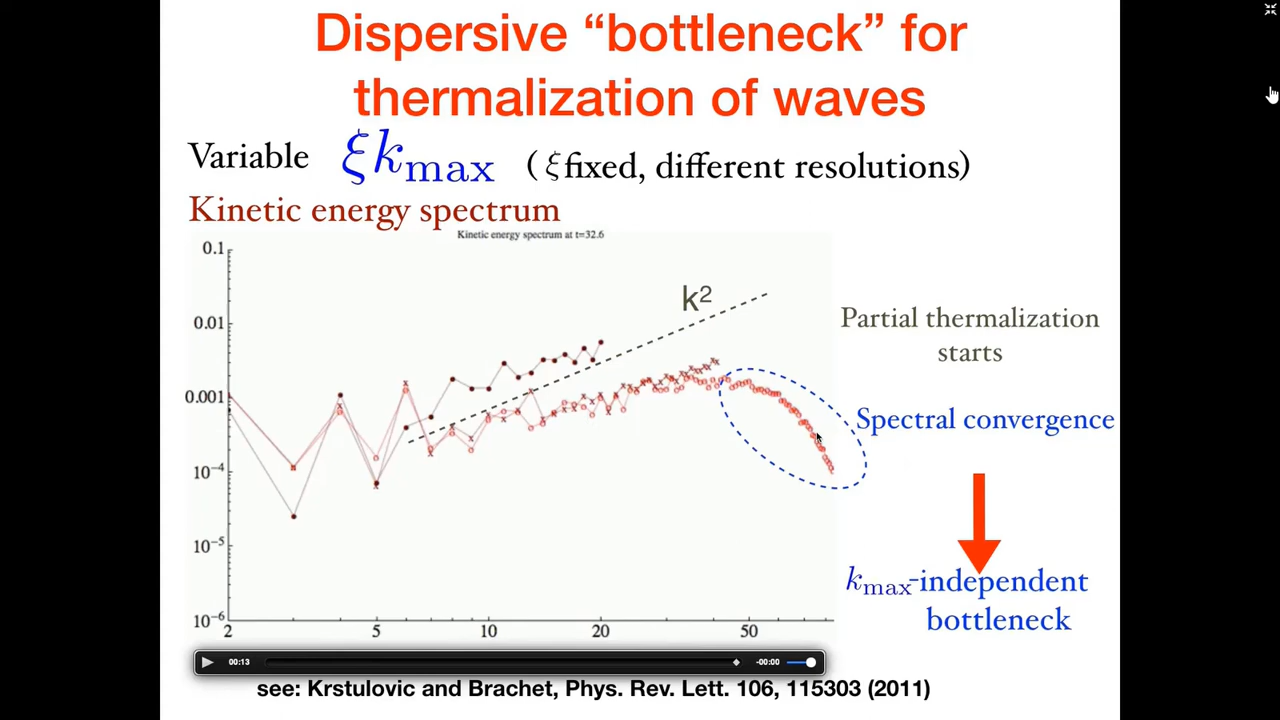 Dispersive “bottleneck” for
thermalization of waves
Variable ξk_max ( ξ fixed, different resolutions)
Kinetic energy spectrum
Kinetic energy spectrum at t=32.6
0.1
k²
0.01
Partial thermalization
starts
0.001
Spectral convergence
10⁻⁴
10⁻⁵
k_max-independent
bottleneck
10⁻⁶
2 5 10 20 50
00:13 -00:00
see: Krstulovic and Brachet, Phys. Rev. Lett. 106, 115303 (2011)